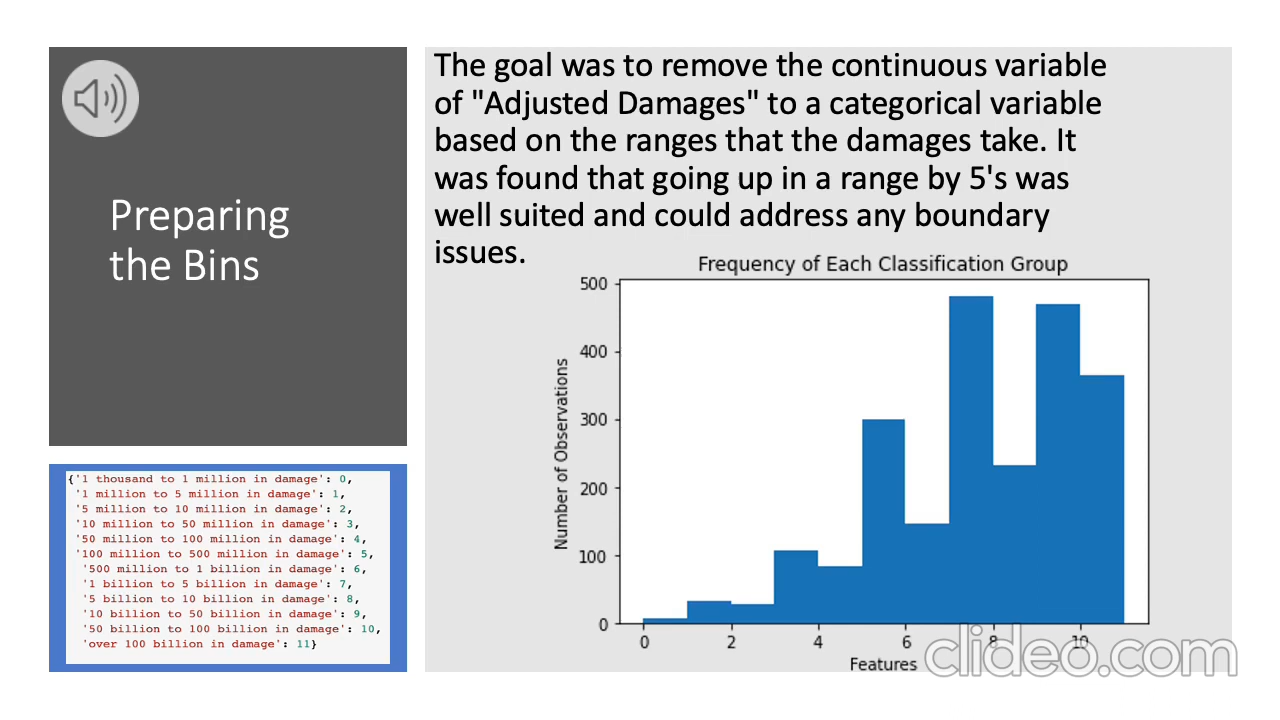 Preparing
the Bins
The goal was to remove the continuous variable
of "Adjusted Damages" to a categorical variable
based on the ranges that the damages take. It
was found that going up in a range by 5's was
well suited and could address any boundary
issues.
{'1 thousand to 1 million in damage': 0,
'1 million to 5 million in damage': 1,
'5 million to 10 million in damage': 2,
'10 million to 50 million in damage': 3,
'50 million to 100 million in damage': 4,
'100 million to 500 million in damage': 5,
'500 million to 1 billion in damage': 6,
'1 billion to 5 billion in damage': 7,
'5 billion to 10 billion in damage': 8,
'10 billion to 50 billion in damage': 9,
'50 billion to 100 billion in damage': 10,
'over 100 billion in damage': 11}
Frequency of Each Classification Group
Number of Observations
500
400
300
200
100
0
0 2 4 6 8 10
Features
clideo.com